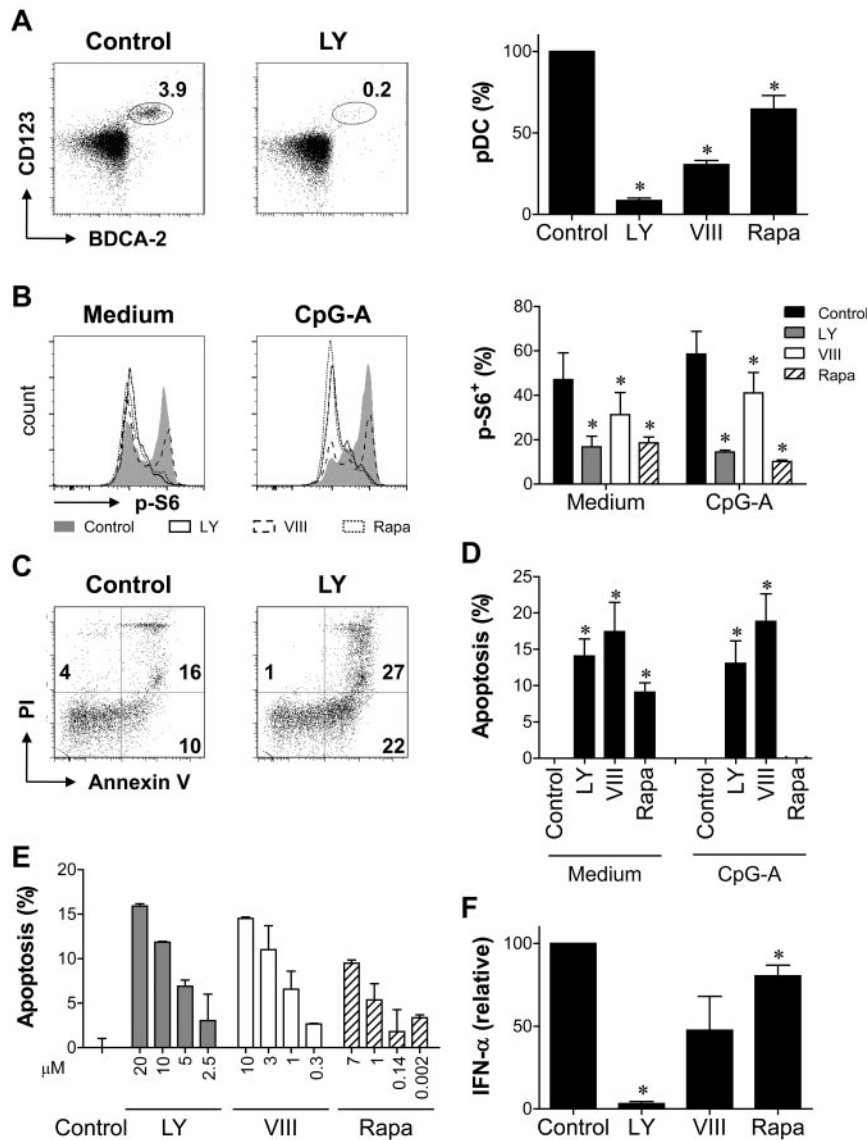 A
Control
LY
3.9
0.2
CD123
BDCA-2
pDC (%)
100
50
0
*
*
*
Control LY VIII Rapa
B
Medium
CpG-A
count
p-S6
Control LY VIII Rapa
p-S6+ (%)
80
60
40
20
0
*
*
*
*
*
*
Medium CpG-A
Control
LY
VIII
Rapa
C
Control
LY
4
16
10
1
27
22
PI
Annexin V
D
Apoptosis (%)
25
20
15
10
5
0
*
*
*
*
*
Control LY VIII Rapa Control LY VIII Rapa
Medium CpG-A
E
Apoptosis (%)
20
15
10
5
0
µM 20 10 5 2.5 10 3 1 0.3 7 1 0.14 0.002
Control LY VIII Rapa
F
IFN-α (relative)
100
50
0
*
*
Control LY VIII Rapa